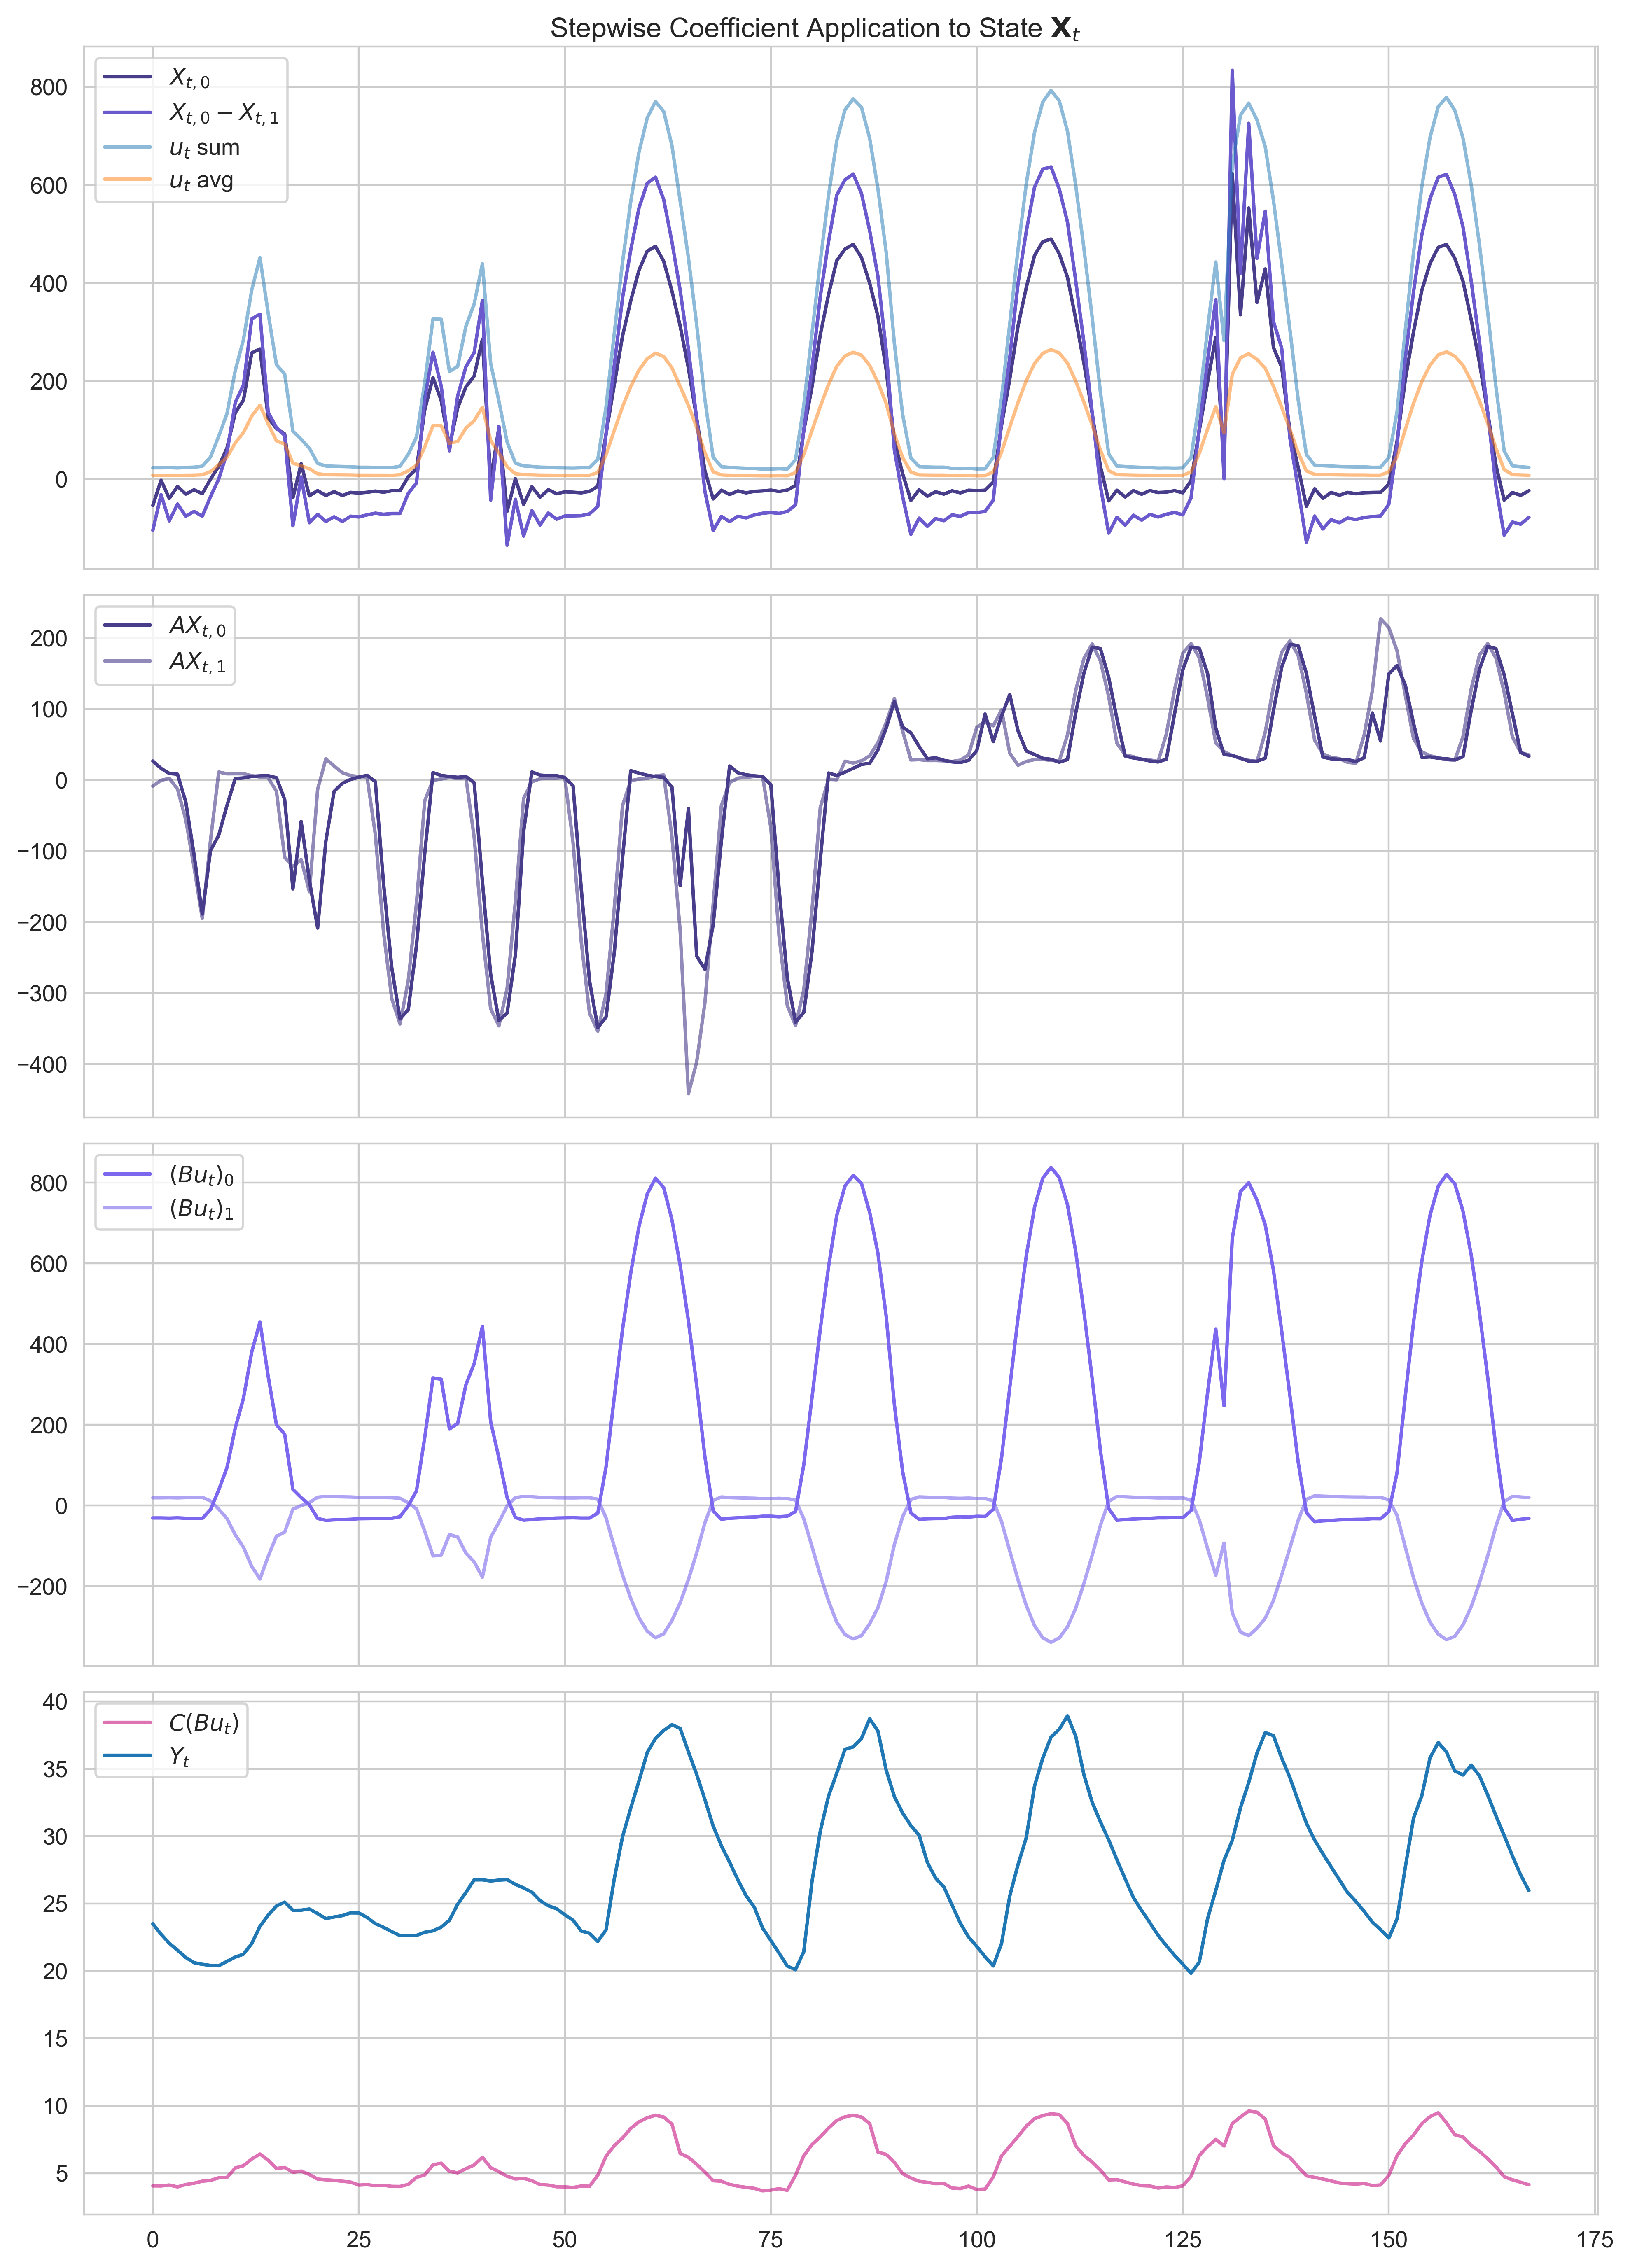 Stepwise Coefficient Application to State 𝐗ₜ
800
600
400
200
0
X_{t,0}
X_{t,0} − X_{t,1}
u_t sum
u_t avg
200
100
0
−100
−200
−300
−400
AX_{t,0}
AX_{t,1}
800
600
400
200
0
−200
(Bu_t)_0
(Bu_t)_1
40
35
30
25
20
15
10
5
C(Bu_t)
Y_t
0 25 50 75 100 125 150 175